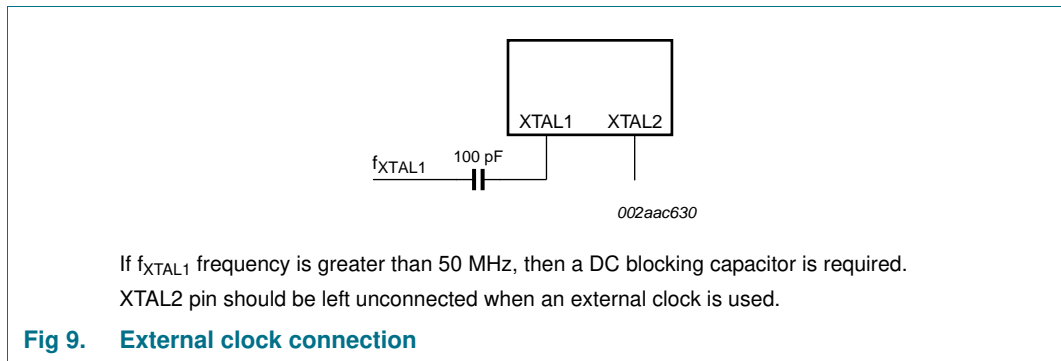 XTAL1 XTAL2
fXTAL1
100 pF
002aac630
If fXTAL1 frequency is greater than 50 MHz, then a DC blocking capacitor is required.
XTAL2 pin should be left unconnected when an external clock is used.
Fig 9. External clock connection